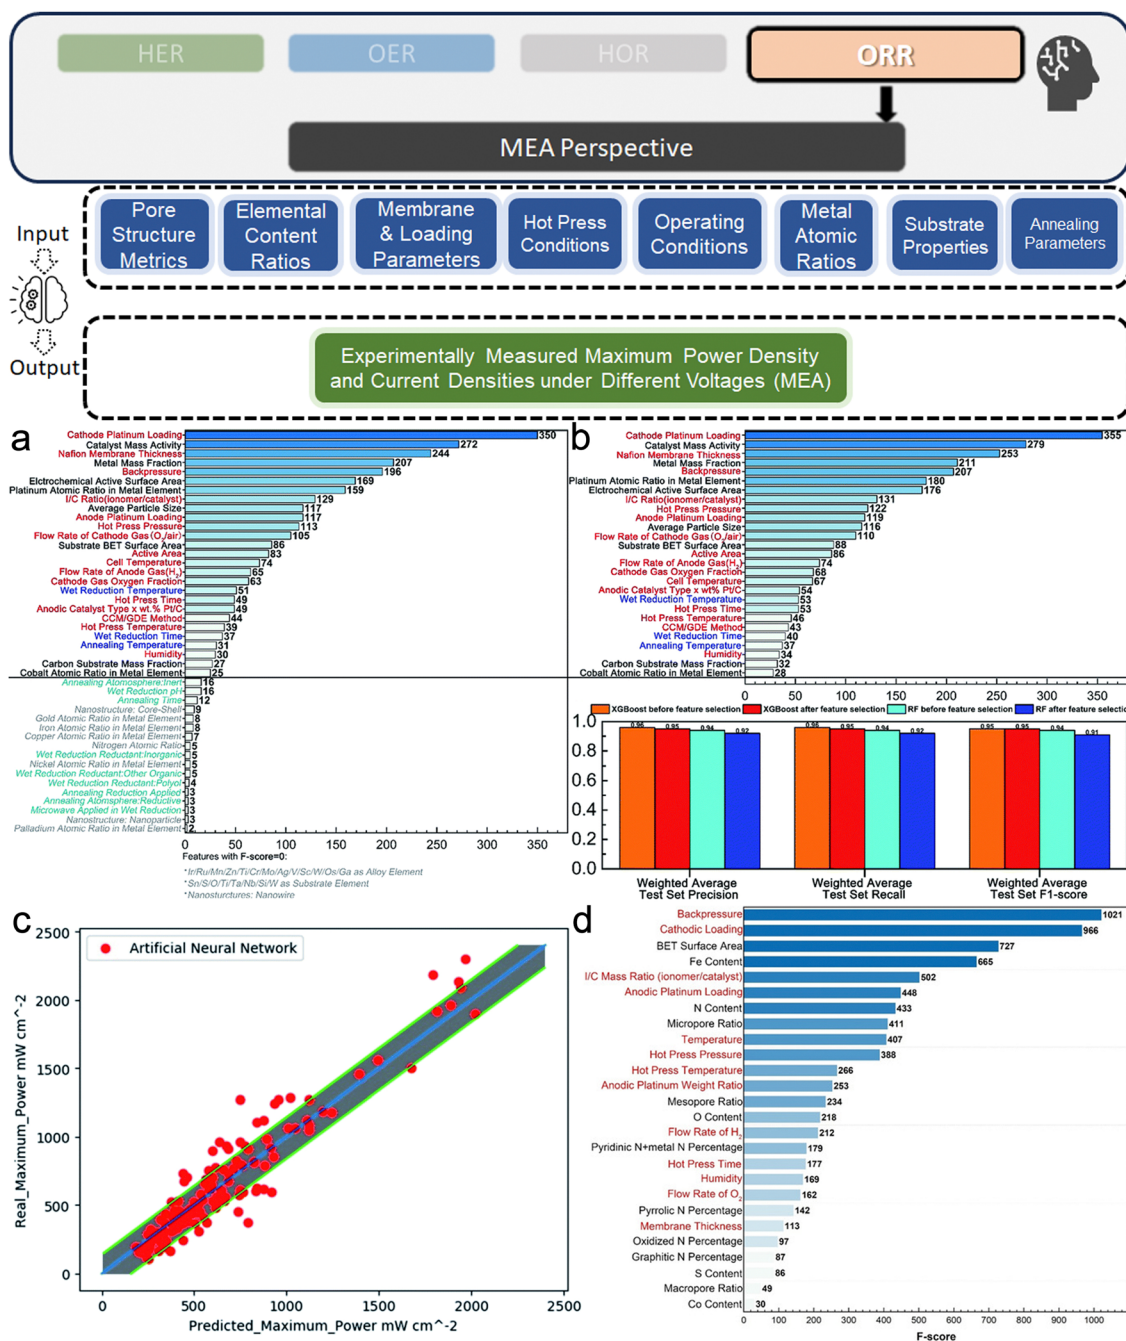 HER
OER
HOR
ORR
MEA Perspective
Input
Output
Pore
Structure
Metrics
Elemental
Content
Ratios
Membrane
& Loading
Parameters
Hot Press
Conditions
Operating
Conditions
Metal
Atomic
Ratios
Substrate
Properties
Annealing
Parameters
Experimentally Measured Maximum Power Density
and Current Densities under Different Voltages (MEA)
a
Cathode Platinum Loading 350
Catalyst Mass Activity 272
Nafion Membrane Thickness 244
Metal Mass Fraction 207
Backpressure 196
Elctrochemical Active Surface Area 169
Platinum Atomic Ratio in Metal Element 159
I/C Ratio(ionomer/catalyst) 129
Average Particle Size 117
Anode Platinum Loading 117
Hot Press Pressure 113
Flow Rate of Cathode Gas (O₂/air) 105
Substrate BET Surface Area 86
Active Area 83
Cell Temperature 74
Flow Rate of Anode Gas(H₂) 65
Cathode Gas Oxygen Fraction 63
Wet Reduction Temperature 51
Hot Press Time 49
Anodic Catalyst Type x wt.% Pt/C 49
CCM/GDE Method 44
Hot Press Temperature 39
Wet Reduction Time 37
Annealing Temperature 31
Humidity 30
Carbon Substrate Mass Fraction 27
Cobalt Atomic Ratio in Metal Element 25
Annealing Atomosphere:Inert 16
Wet Reduction pH 16
Annealing Time 12
Nanostructure: Core-Shell 9
Gold Atomic Ratio in Metal Element 8
Iron Atomic Ratio in Metal Element 8
Copper Atomic Ratio in Metal Element 7
Nitrogen Atomic Ratio 5
Wet Reduction Reductant:Inorganic 5
Nickel Atomic Ratio in Metal Element 5
Wet Reduction Reductant:Other Organic 5
Wet Reduction Reductant:Polyol 4
Annealing Reduction Applied 3
Annealing Atomsphere:Reductive 3
Microwave Applied in Wet Reduction 3
Nanostructure: Nanoparticle 3
Palladium Atomic Ratio in Metal Element 2
0 50 100 150 200 250 300 350
Features with F-score=0:
*Ir/Ru/Mn/Zn/Ti/Cr/Mo/Ag/V/Sc/W/Os/Ga as Alloy Element
*Sn/S/O/Ti/Ta/Nb/Si/W as Substrate Element
*Nanosturctures: Nanowire
b
Cathode Platinum Loading 355
Catalyst Mass Activity 279
Nafion Membrane Thickness 253
Metal Mass Fraction 211
Backpressure 207
Platinum Atomic Ratio in Metal Element 180
Elctrochemical Active Surface Area 176
I/C Ratio(ionomer/catalyst) 131
Hot Press Pressure 122
Anode Platinum Loading 119
Average Particle Size 116
Flow Rate of Cathode Gas (O₂/air) 110
Substrate BET Surface Area 88
Active Area 86
Flow Rate of Anode Gas(H₂) 74
Cathode Gas Oxygen Fraction 68
Cell Temperature 67
Anodic Catalyst Type x wt.% Pt/C 54
Wet Reduction Temperature 53
Hot Press Time 53
Hot Press Temperature 46
CCM/GDE Method 43
Wet Reduction Time 40
Annealing Temperature 37
Humidity 34
Carbon Substrate Mass Fraction 32
Cobalt Atomic Ratio in Metal Element 28
0 50 100 150 200 250 300 350
XGBoost before feature selection XGBoost after feature selection RF before feature selection RF after feature selection
1.0
0.8
0.6
0.4
0.2
0.0
0.96 0.95 0.94 0.92
0.96 0.95 0.94 0.92
0.95 0.95 0.94 0.91
Weighted Average
Test Set Precision
Weighted Average
Test Set Recall
Weighted Average
Test Set F1-score
c
Artificial Neural Network
Real_Maximum_Power mW cm^-2
2500
2000
1500
1000
500
0
0 500 1000 1500 2000 2500
Predicted_Maximum_Power mW cm^-2
d
Backpressure 1021
Cathodic Loading 966
BET Surface Area 727
Fe Content 665
I/C Mass Ratio (ionomer/catalyst) 502
Anodic Platinum Loading 448
N Content 433
Micropore Ratio 411
Temperature 407
Hot Press Pressure 388
Hot Press Temperature 266
Anodic Platinum Weight Ratio 253
Mesopore Ratio 234
O Content 218
Flow Rate of H₂ 212
Pyridinic N+metal N Percentage 179
Hot Press Time 177
Humidity 169
Flow Rate of O₂ 162
Pyrrolic N Percentage 142
Membrane Thickness 113
Oxidized N Percentage 97
Graphitic N Percentage 87
S Content 86
Macropore Ratio 49
Co Content 30
0 100 200 300 400 500 600 700 800 900 1000
F-score